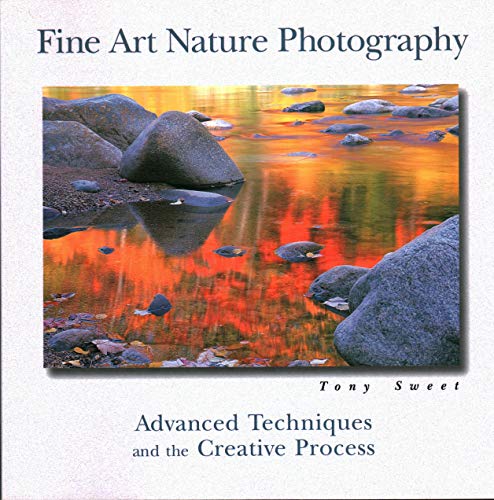 Fine Art Nature Photography
Tony Sweet
Advanced Techniques
and the Creative Process